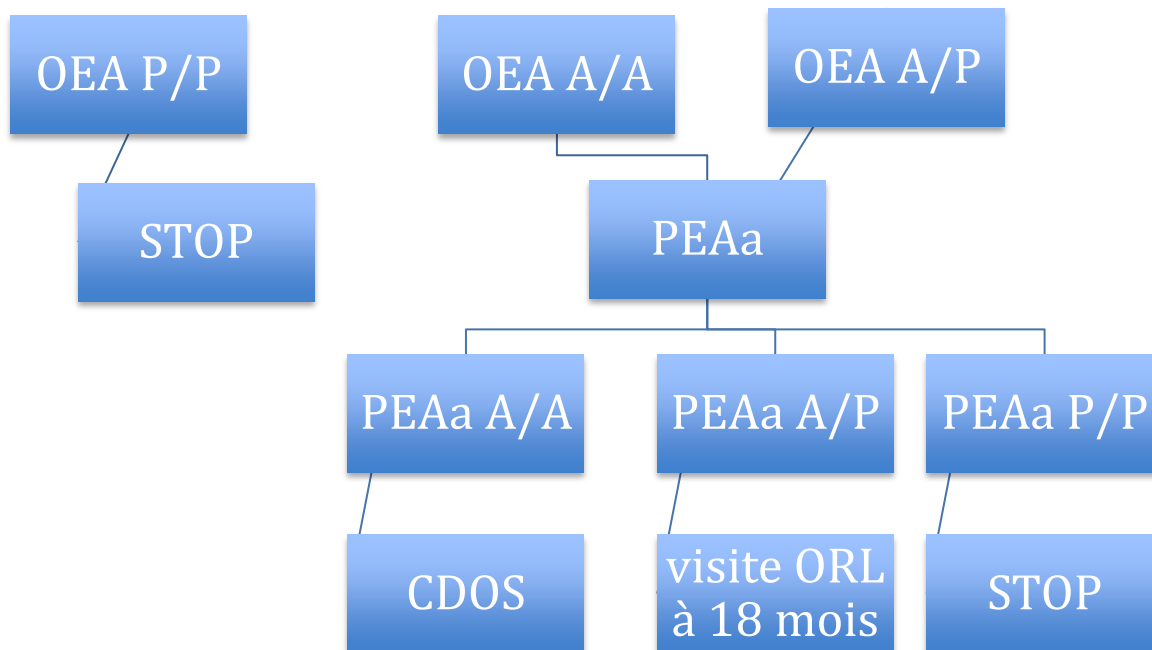 OEA P/P
OEA A/A
OEA A/P
STOP
PEAa
PEAa A/A
PEAa A/P
PEAa P/P
CDOS
visite ORL
à 18 mois
STOP